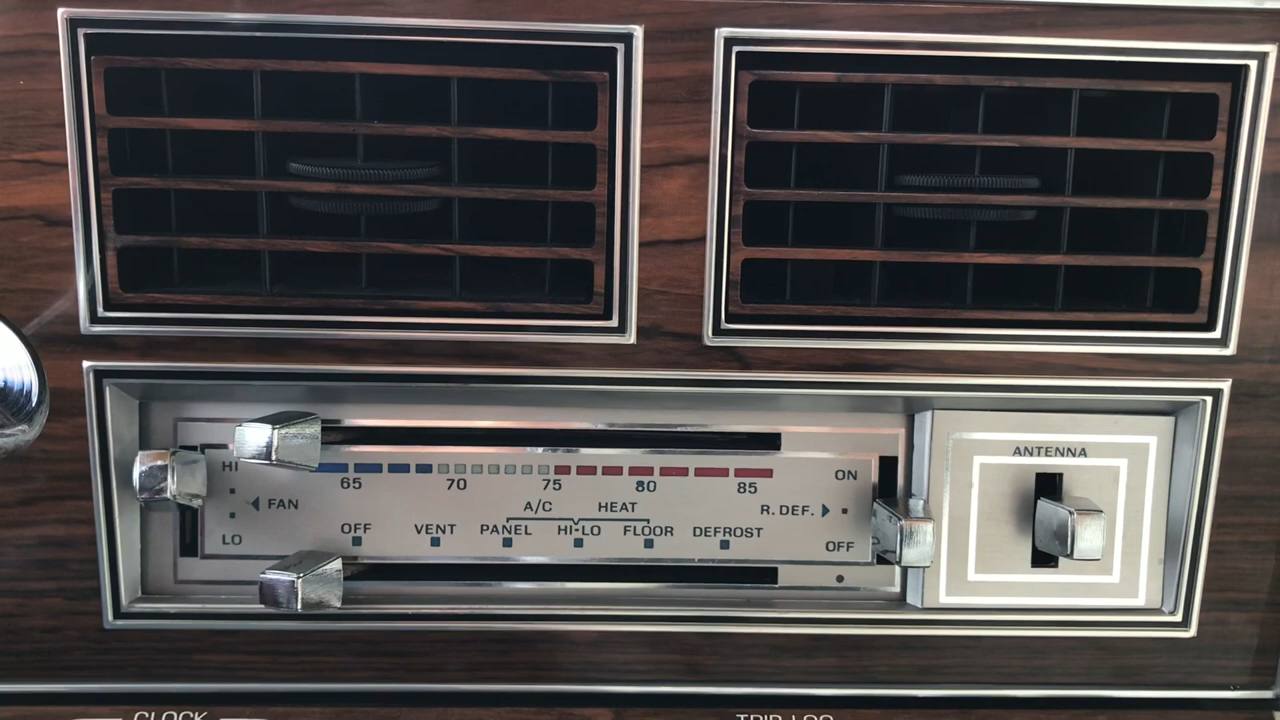 ANTENNA
HI
65 70 75 80 85
ON
FAN
A/C HEAT
R. DEF.
OFF VENT PANEL HI-LO FLOOR DEFROST
LO
OFF
CLOCK
TRIP LOG